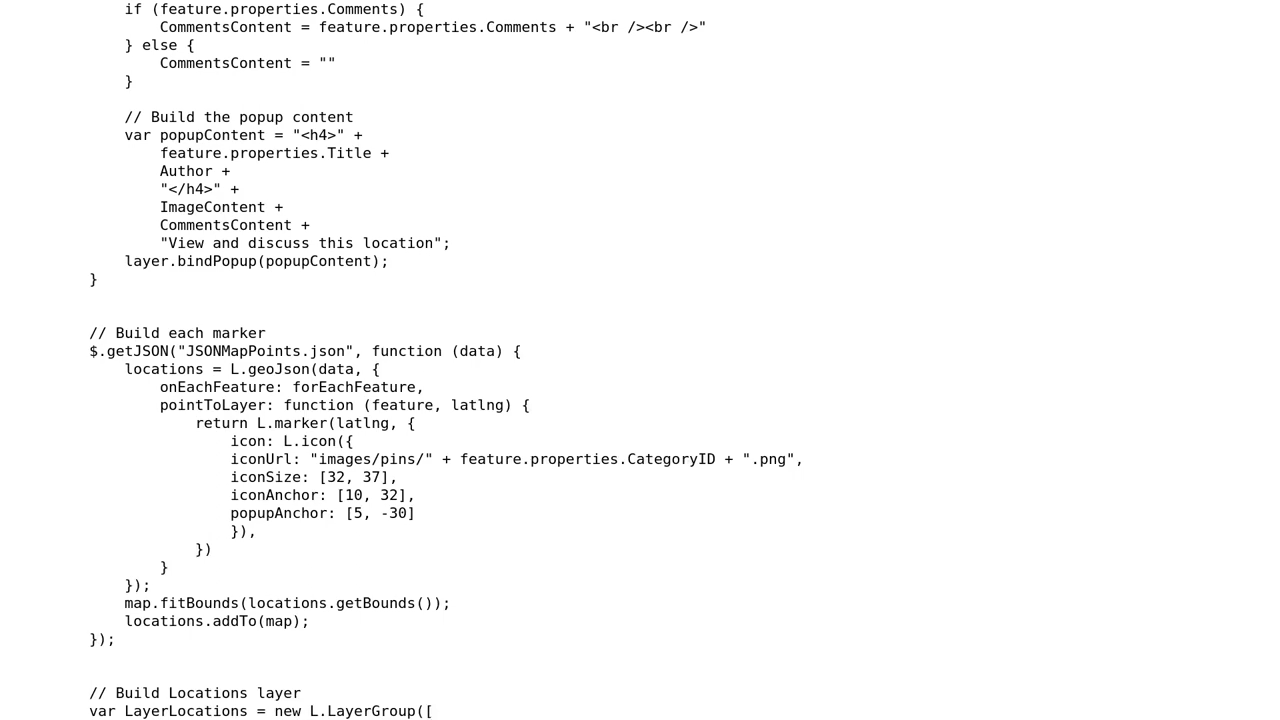 if (feature.properties.Comments) {
CommentsContent = feature.properties.Comments + "<br /><br />"
} else {
CommentsContent = ""
}
// Build the popup content
var popupContent = "<h4>" +
feature.properties.Title +
Author +
"</h4>" +
ImageContent +
CommentsContent +
"View and discuss this location";
layer.bindPopup(popupContent);
}
// Build each marker
$.getJSON("JSONMapPoints.json", function (data) {
locations = L.geoJson(data, {
onEachFeature: forEachFeature,
pointToLayer: function (feature, latlng) {
return L.marker(latlng, {
icon: L.icon({
iconUrl: "images/pins/" + feature.properties.CategoryID + ".png",
iconSize: [32, 37],
iconAnchor: [10, 32],
popupAnchor: [5, -30]
}),
})
}
});
map.fitBounds(locations.getBounds());
locations.addTo(map);
});
// Build Locations layer
var LayerLocations = new L.LayerGroup([